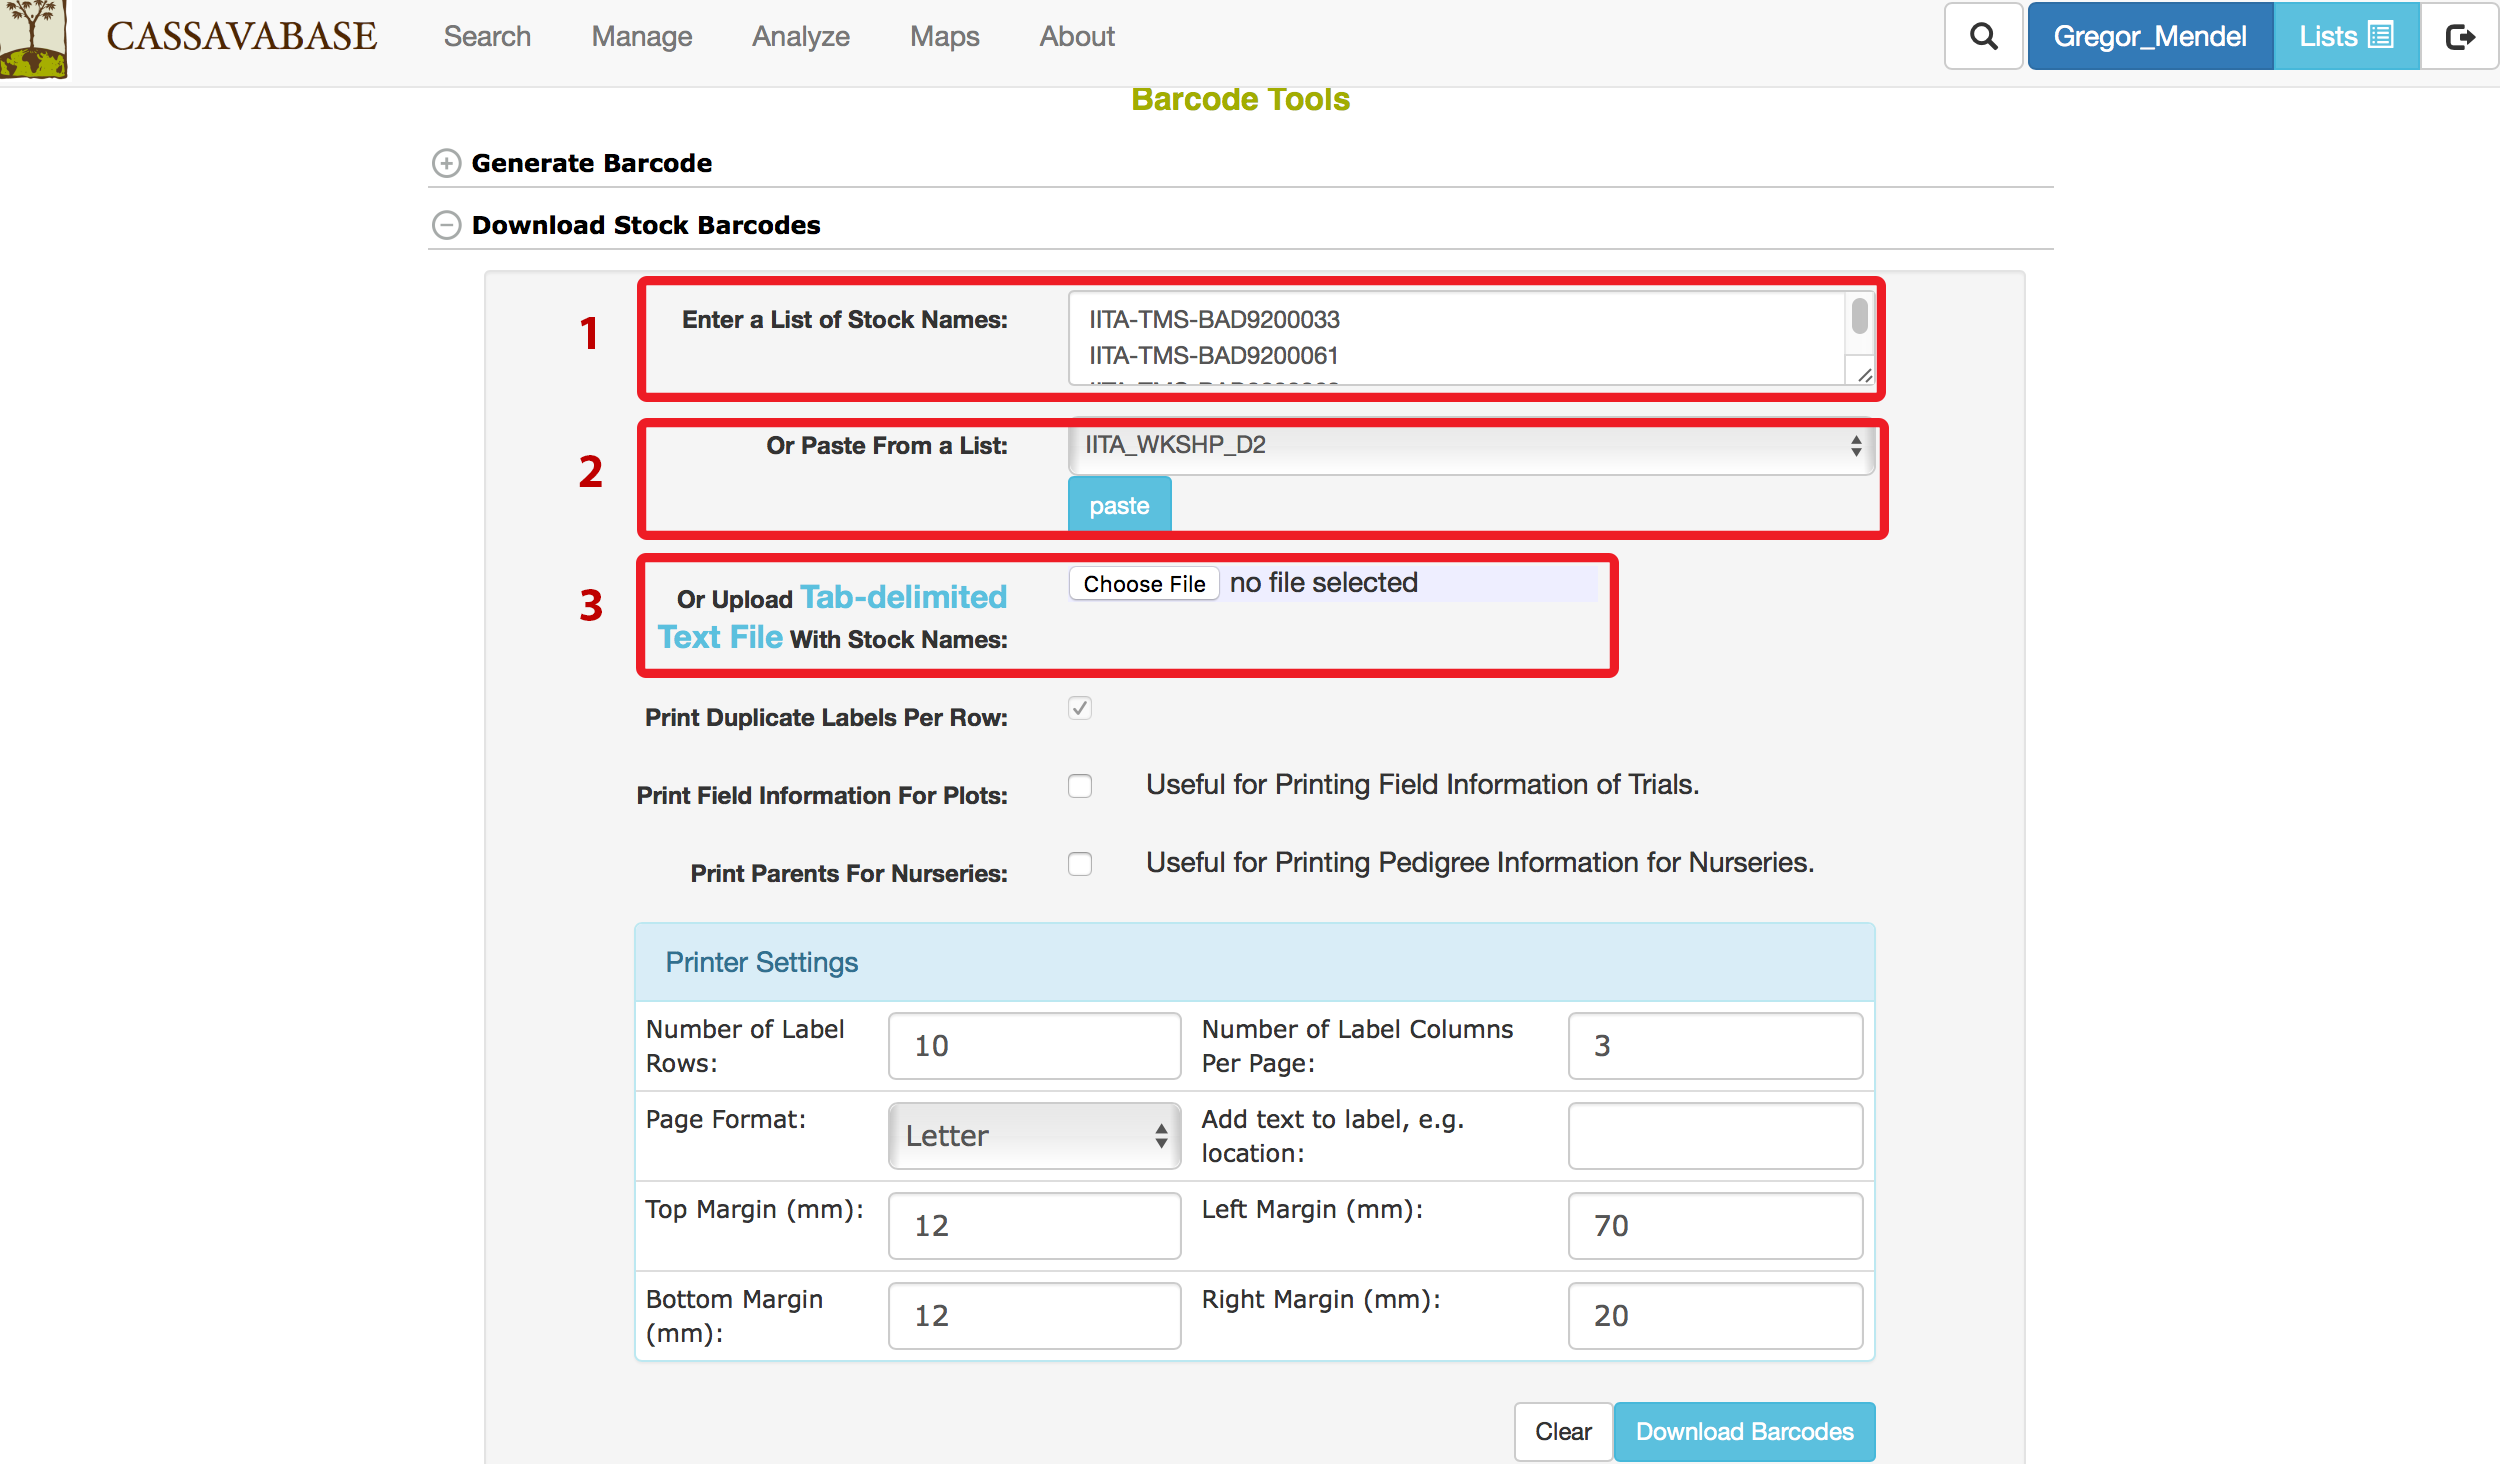 CASSAVABASE Search Manage Analyze Maps About Gregor_Mendel Lists
Barcode Tools
Generate Barcode
Download Stock Barcodes
1 Enter a List of Stock Names: IITA-TMS-BAD9200033
IITA-TMS-BAD9200061
2 Or Paste From a List: IITA_WKSHP_D2
paste
3 Or Upload Tab-delimited Choose File no file selected
Text File With Stock Names:
Print Duplicate Labels Per Row:
Print Field Information For Plots: Useful for Printing Field Information of Trials.
Print Parents For Nurseries: Useful for Printing Pedigree Information for Nurseries.
Printer Settings
Number of Label
Rows:
10
Number of Label Columns
Per Page:
3
Page Format:
Letter
Add text to label, e.g.
location:
Top Margin (mm): 12
Left Margin (mm): 70
Bottom Margin
(mm):
12
Right Margin (mm): 20
Clear Download Barcodes